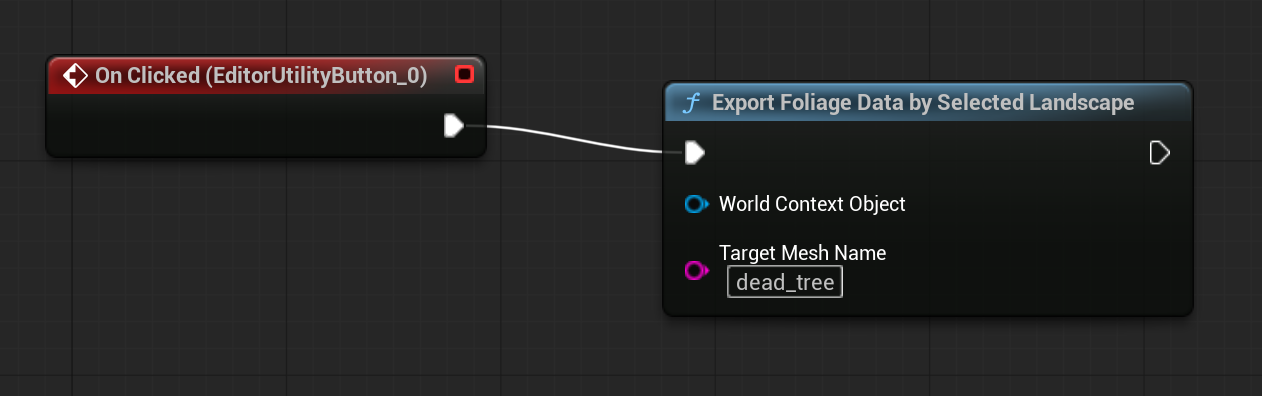 On Clicked (EditorUtilityButton_0)
f Export Foliage Data by Selected Landscape
World Context Object
Target Mesh Name
dead_tree